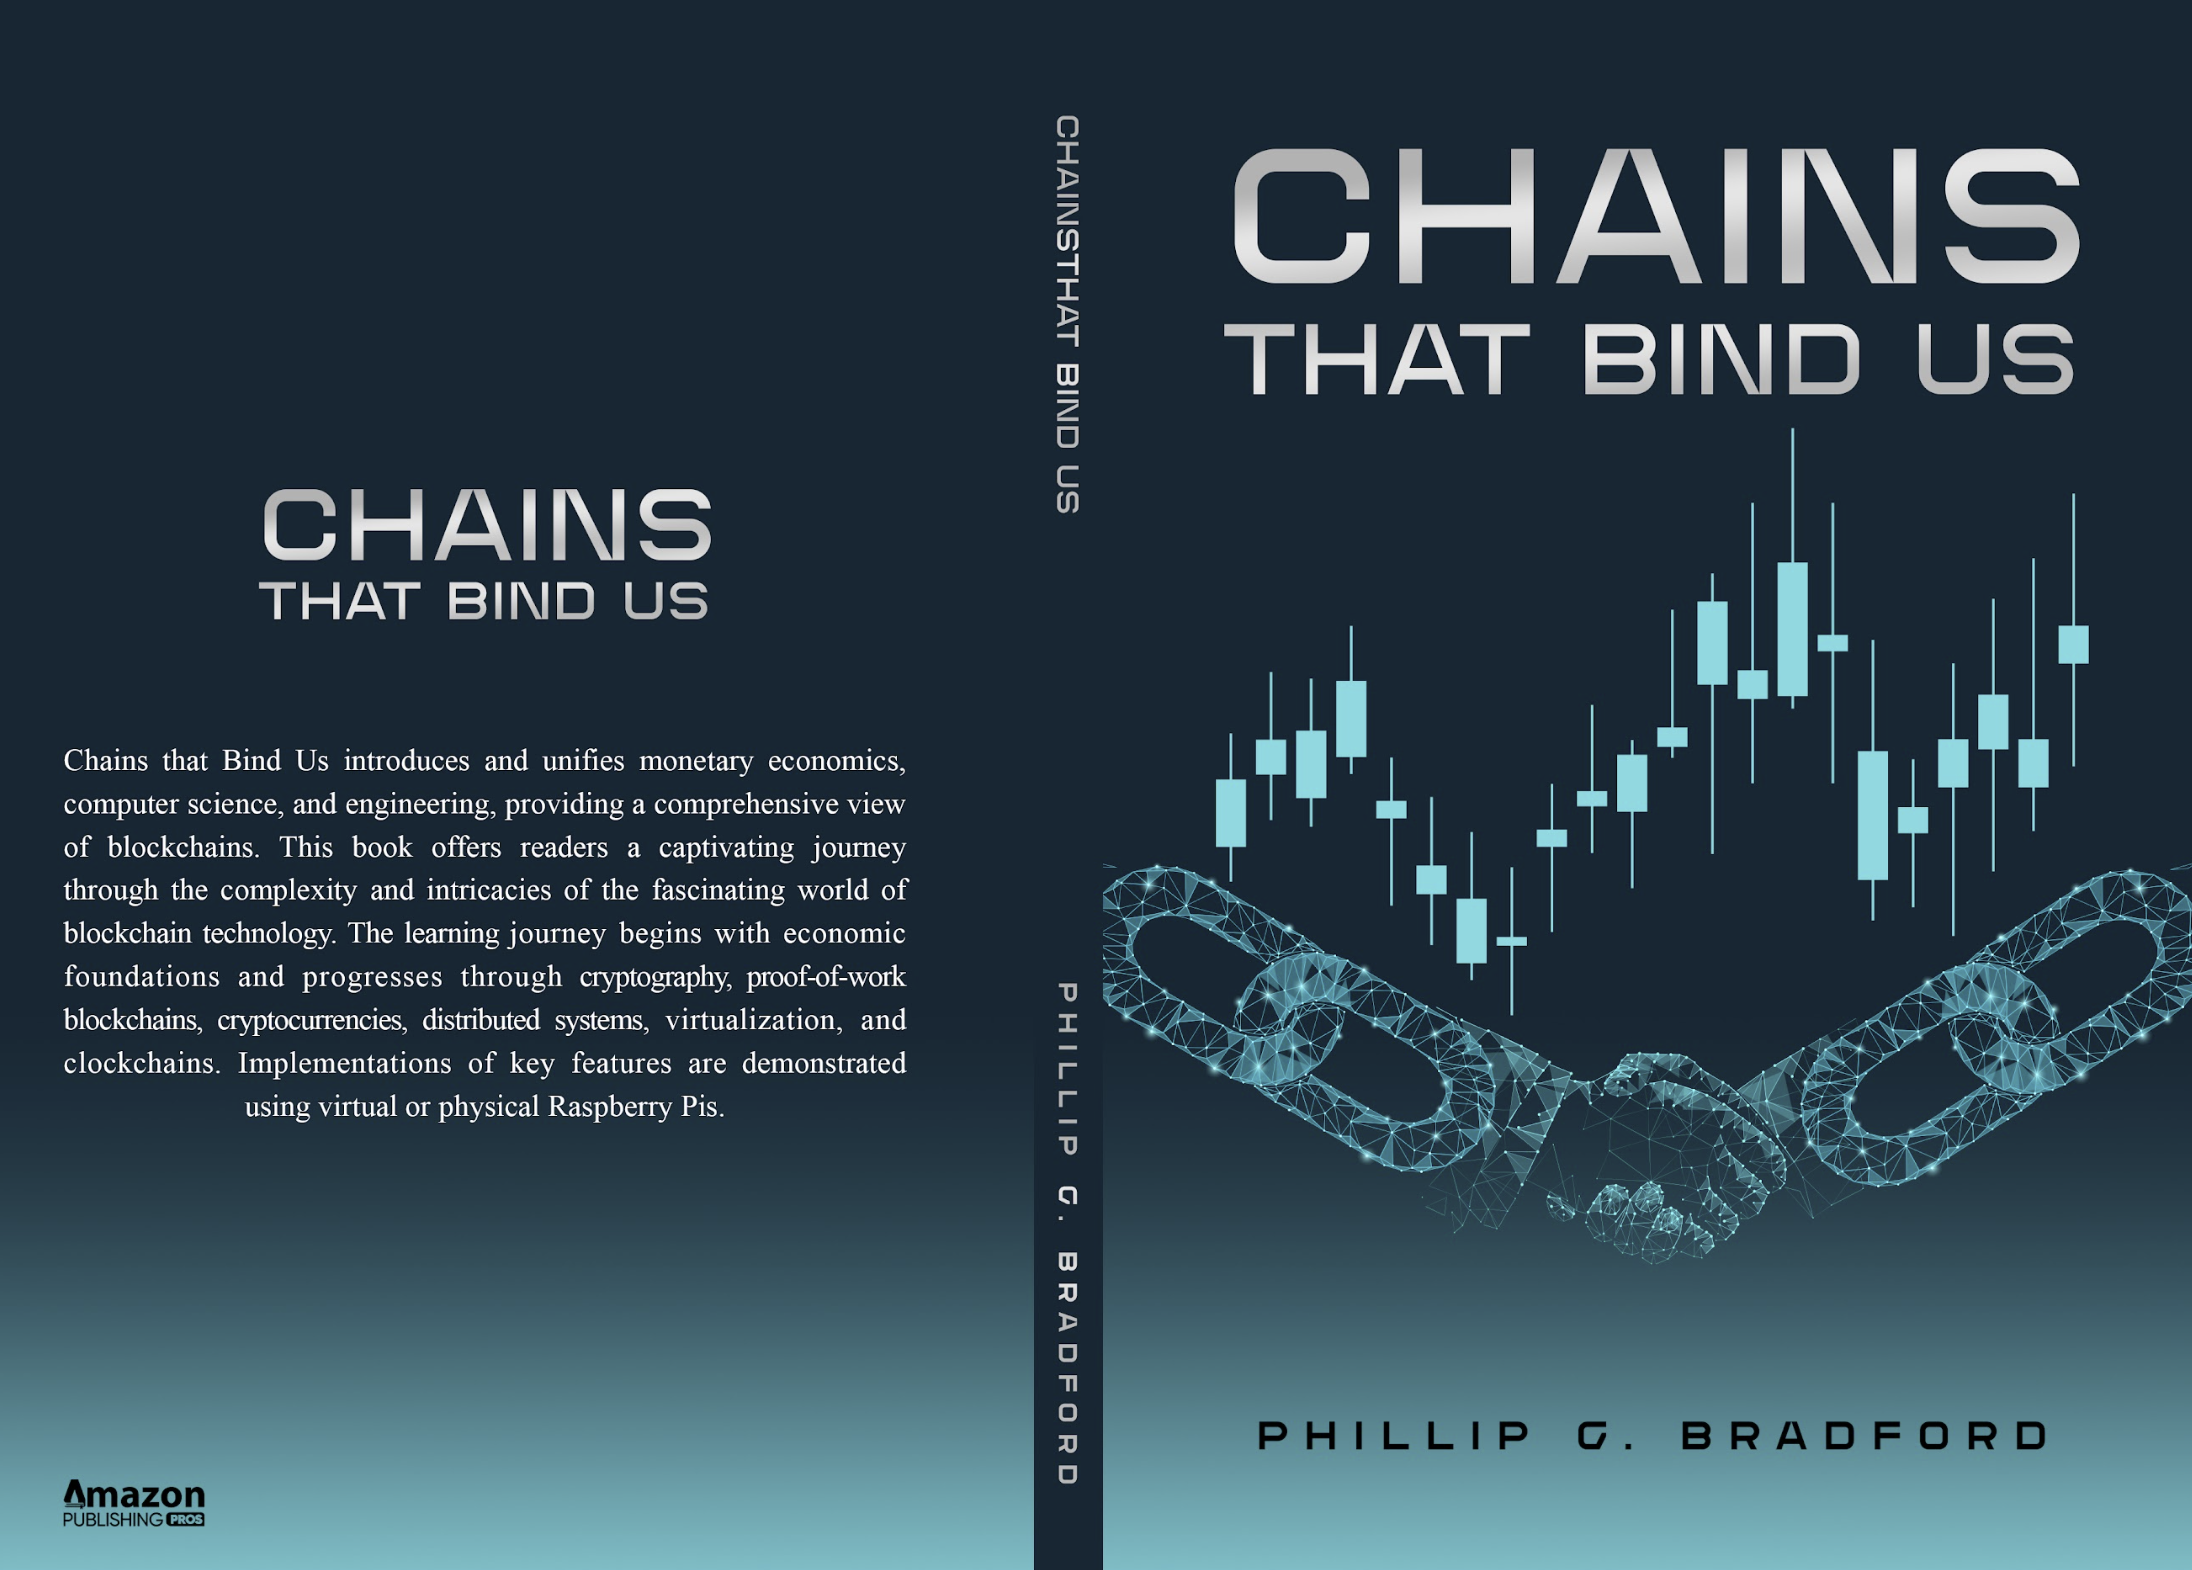 CHAINS
THAT BIND US
Chains that Bind Us introduces and unifies monetary economics,
computer science, and engineering, providing a comprehensive view
of blockchains. This book offers readers a captivating journey
through the complexity and intricacies of the fascinating world of
blockchain technology. The learning journey begins with economic
foundations and progresses through cryptography, proof-of-work
blockchains, cryptocurrencies, distributed systems, virtualization, and
clockchains. Implementations of key features are demonstrated
using virtual or physical Raspberry Pis.
Amazon
PUBLISHING PROS
CHAINSTHAT BIND US
PHILLIP G. BRADFORD
CHAINS
THAT BIND US
PHILLIP G. BRADFORD